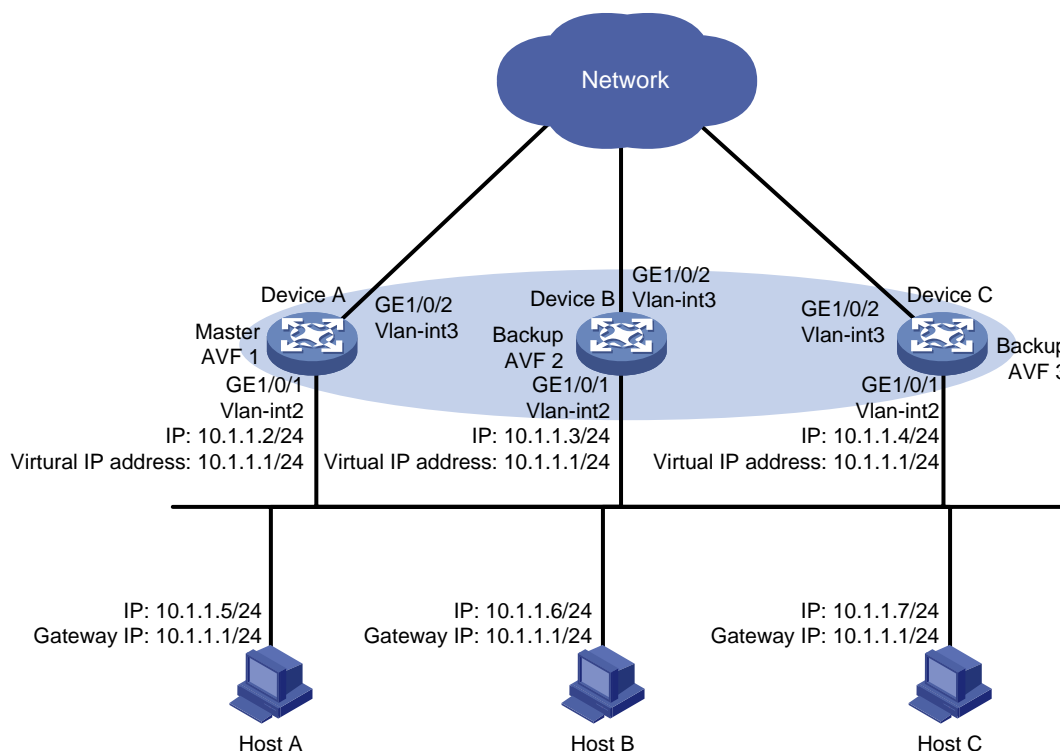 Network
Device A
GE1/0/2
Vlan-int3
Master
AVF 1
GE1/0/1
Vlan-int2
IP: 10.1.1.2/24
Virtural IP address: 10.1.1.1/24
Device B
GE1/0/2
Vlan-int3
Backup
AVF 2
GE1/0/1
Vlan-int2
IP: 10.1.1.3/24
Virtual IP address: 10.1.1.1/24
Device C
GE1/0/2
Vlan-int3
Backup
AVF 3
GE1/0/1
Vlan-int2
IP: 10.1.1.4/24
Virtual IP address: 10.1.1.1/24
IP: 10.1.1.5/24
Gateway IP: 10.1.1.1/24
Host A
IP: 10.1.1.6/24
Gateway IP: 10.1.1.1/24
Host B
IP: 10.1.1.7/24
Gateway IP: 10.1.1.1/24
Host C